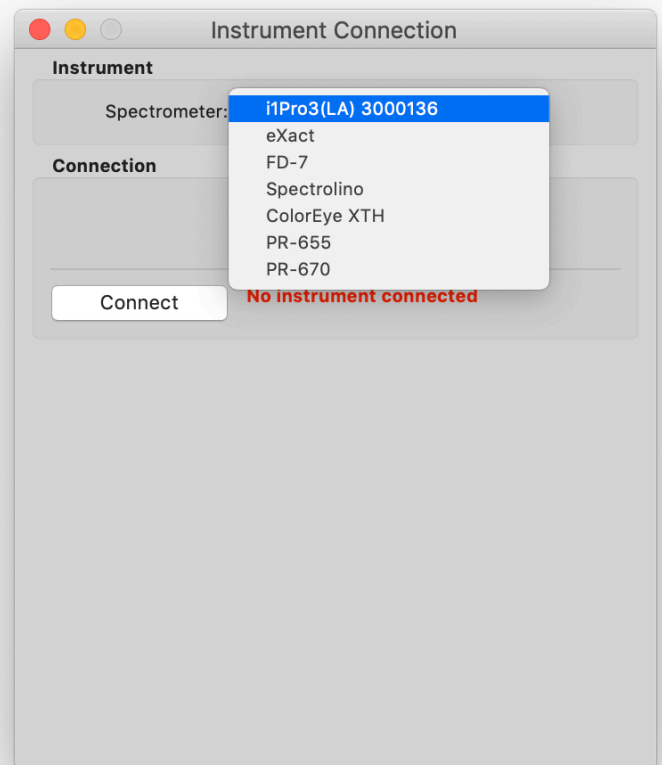 Instrument Connection
Instrument
Spectrometer:
i1Pro3(LA) 3000136
eXact
FD-7
Spectrolino
ColorEye XTH
PR-655
PR-670
Connection
Connect
No instrument connected